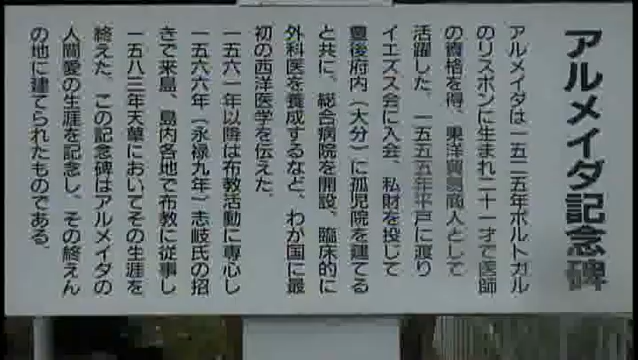 アルメイダ記念碑
アルメイダは一五二五年ポルトガル
のリスボンに生まれ二十一才で医師
の資格を得、東洋貿易商人として
活躍した。一五五五年平戸に渡り
イエズス会に入会、私財を投じて
豊後府内（大分）に孤児院を建てる
と共に、総合病院を開設、臨床的に
外科医を養成するなど、わが国に最
初の西洋医学を伝えた。
一五六一年以降は布教活動に専心し
一五六六年（永禄九年）志岐氏の招
きで来島、島内各地で布教に従事し
一五八三年天草においてその生涯を
終えた。この記念碑はアルメイダの
人間愛の生涯を記念し、その終えん
の地に建てられたものである。